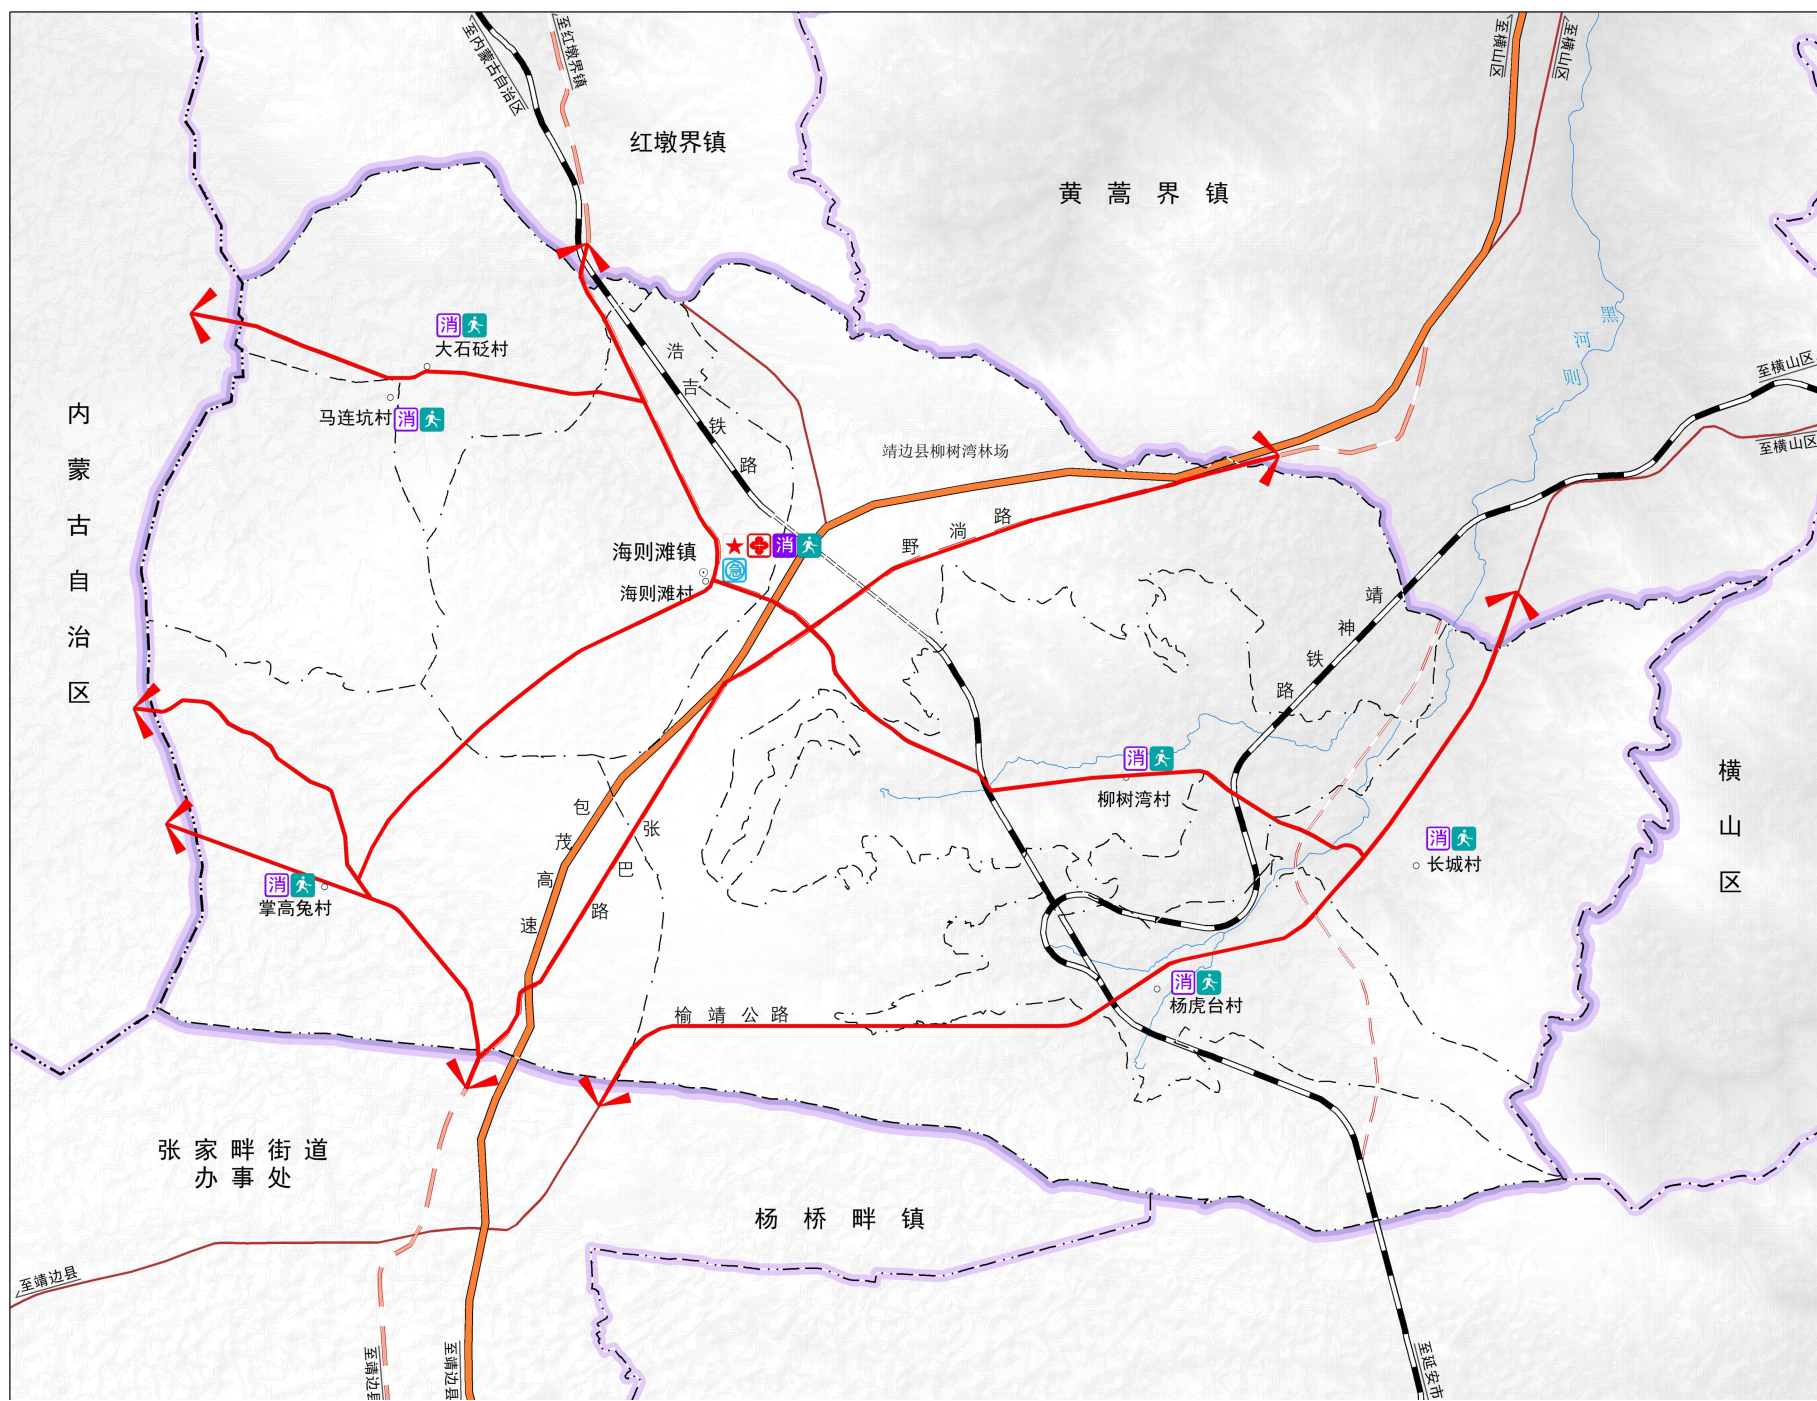 至内蒙古自治区
至红墩界镇
至横山区
至横山区
红墩界镇
黄蒿界镇
黑则河
消
大石砭村
马连坑村
消
内蒙古自治区
浩吉铁路
靖边县柳树湾林场
至横山区
至横山区
野淌路
海则滩镇
消
急
海则滩村
靖神铁路
消
柳树湾村
横山区
包茂高速
张巴路
消
长城村
消
掌高兔村
消
杨虎台村
榆靖公路
张家畔街道
办事处
杨桥畔镇
至靖边县
至靖边县
至靖边县
至延安市